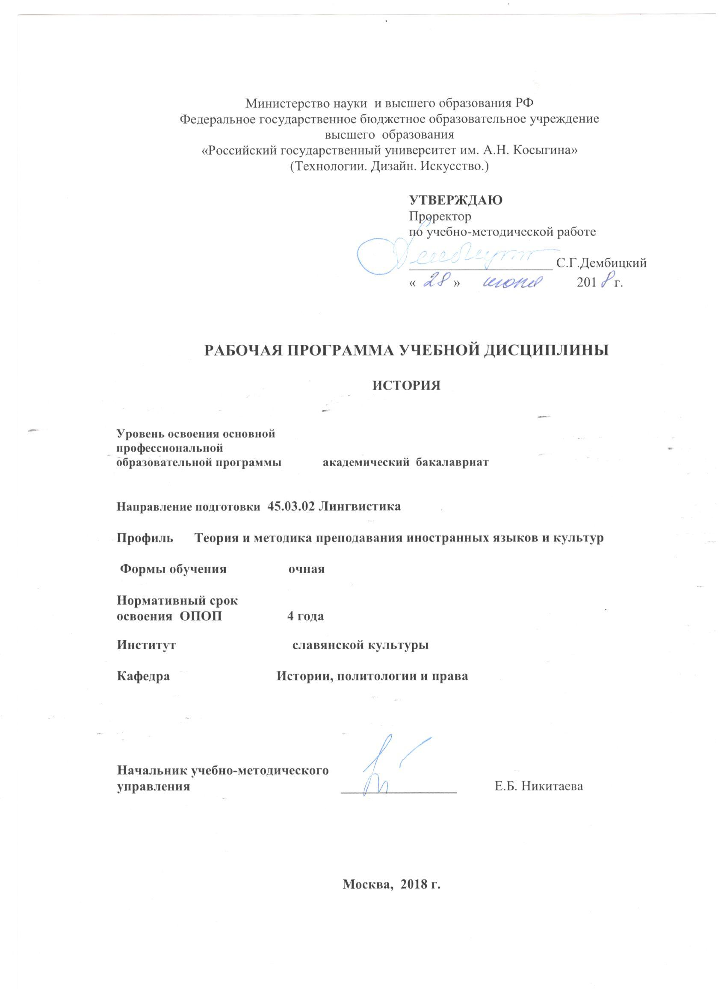 Министерство науки и высшего образования РФ
Федеральное государственное бюджетное образовательное учреждение
высшего образования
«Российский государственный университет им. А.Н. Косыгина»
(Технологии. Дизайн. Искусство.)
УТВЕРЖДАЮ
Проректор
по учебно-методической работе
С.Г.Дембицкий
« 28 » июня 2018 г.
РАБОЧАЯ ПРОГРАММА УЧЕБНОЙ ДИСЦИПЛИНЫ
ИСТОРИЯ
Уровень освоения основной
профессиональной
образовательной программы академический бакалавриат
Направление подготовки 45.03.02 Лингвистика
Профиль Теория и методика преподавания иностранных языков и культур
Формы обучения очная
Нормативный срок
освоения ОПОП 4 года
Институт славянской культуры
Кафедра Истории, политологии и права
Начальник учебно-методического
управления Е.Б. Никитаева
Москва, 2018 г.